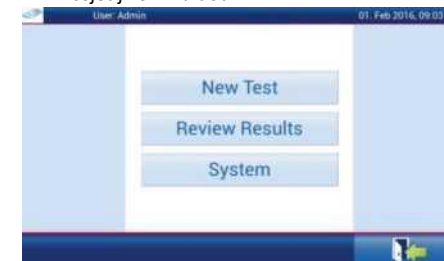 User: Admin
01. Feb 2016, 09:03
New Test
Review Results
System